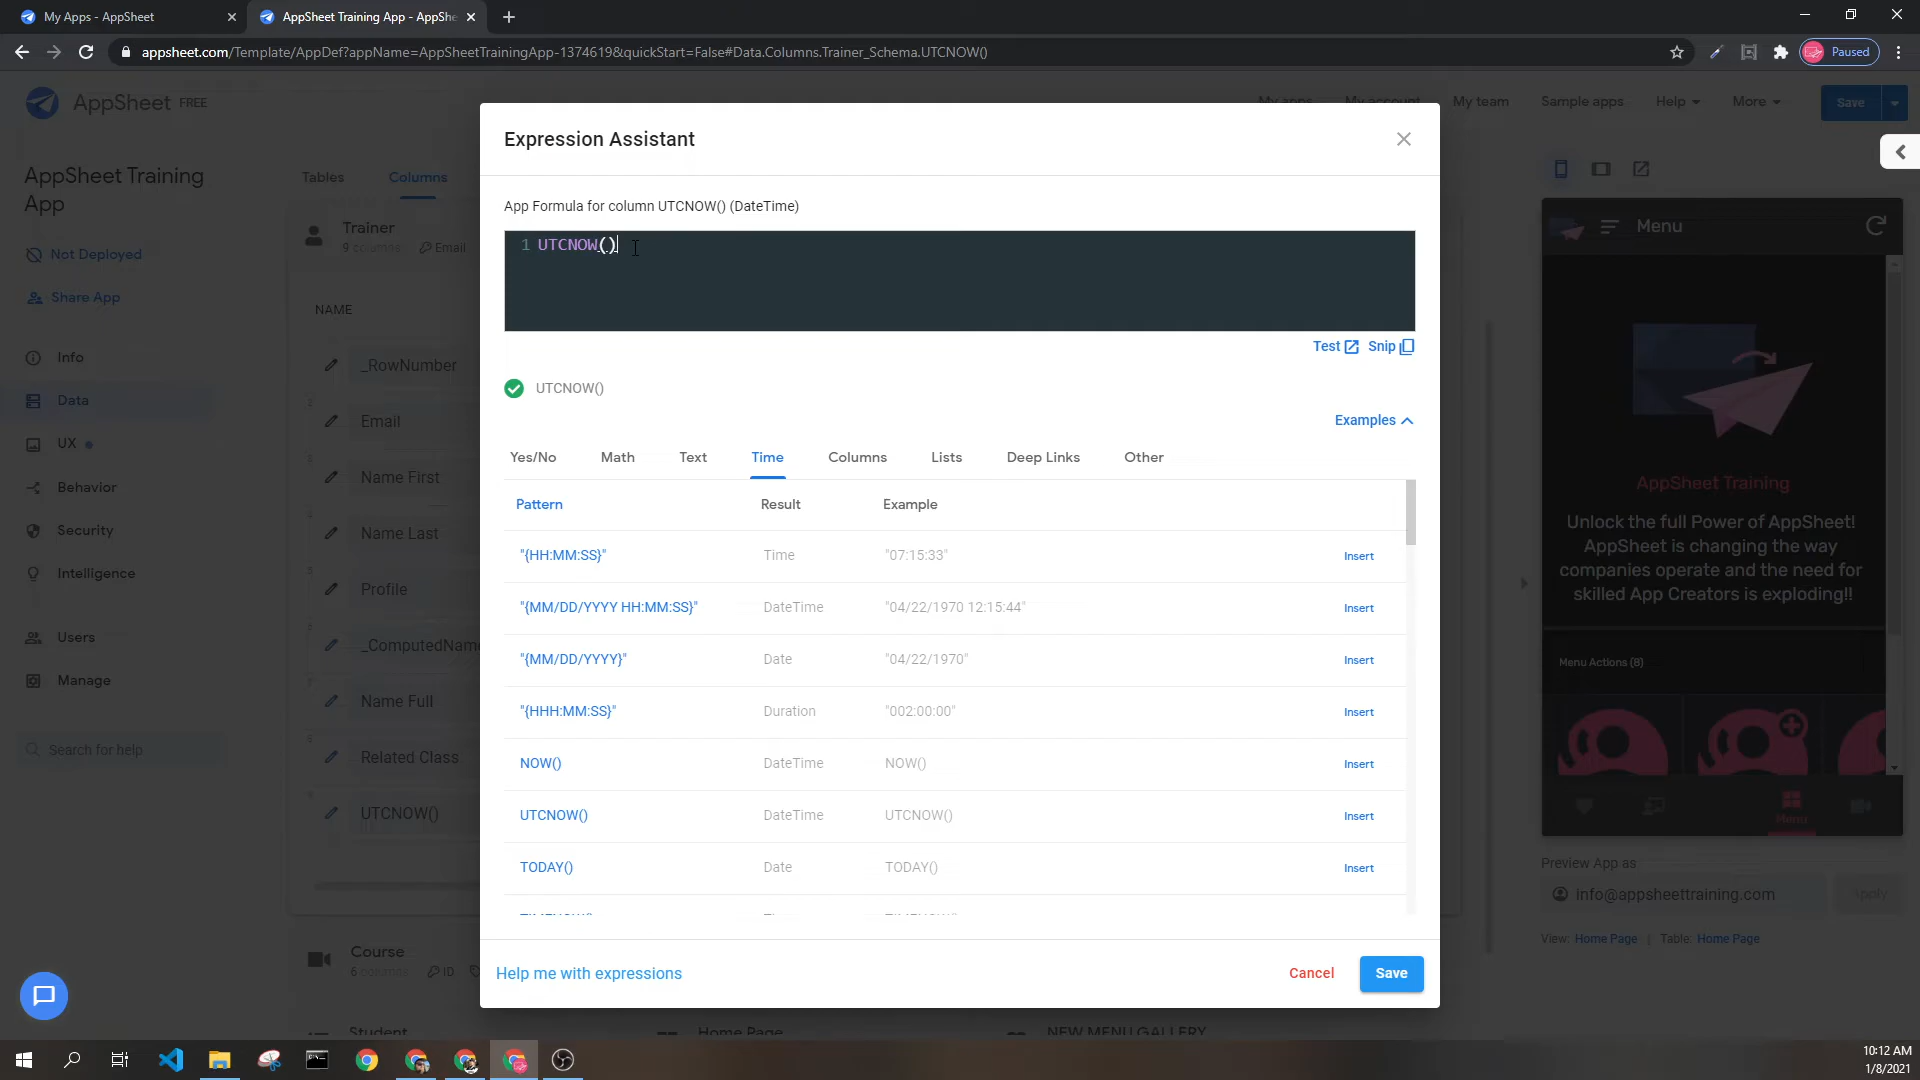 My Apps - AppSheet
AppSheet Training App - AppShe
appsheet.com/Template/AppDef?appName=AppSheetTrainingApp-1374619&quickStart=False#Data.Columns.Trainer_Schema.UTCNOW()
Paused
AppSheet FREE
My apps
My account
My team
Sample apps
Help
More
Save
AppSheet Training App
Not Deployed
Share App
Info
Data
UX
Behavior
Security
Intelligence
Users
Manage
Search for help
Tables
Columns
Trainer
9 columns
Email
NAME
_RowNumber
Email
Name First
Name Last
Profile
_ComputedNam
Name Full
Related Class
UTCNOW()
Course
6 columns
ID
Student
Home Page
NEW MENU GALLERY
Expression Assistant
App Formula for column UTCNOW() (DateTime)
1 UTCNOW()
Test
Snip
UTCNOW()
Examples
Yes/No Math Text Time Columns Lists Deep Links Other
Pattern Result Example
"{HH:MM:SS}" Time "07:15:33" Insert
"{MM/DD/YYYY HH:MM:SS}" DateTime "04/22/1970 12:15:44" Insert
"{MM/DD/YYYY}" Date "04/22/1970" Insert
"{HHH:MM:SS}" Duration "002:00:00" Insert
NOW() DateTime NOW() Insert
UTCNOW() DateTime UTCNOW() Insert
TODAY() Date TODAY() Insert
Help me with expressions
Cancel
Save
Menu
AppSheet Training
Unlock the full Power of AppSheet!
AppSheet is changing the way
companies operate and the need for
skilled App Creators is exploding!!
Menu Actions (8)
Menu
Preview App as
info@appsheettraining.com
Apply
View: Home Page | Table: Home Page
10:12 AM
1/8/2021